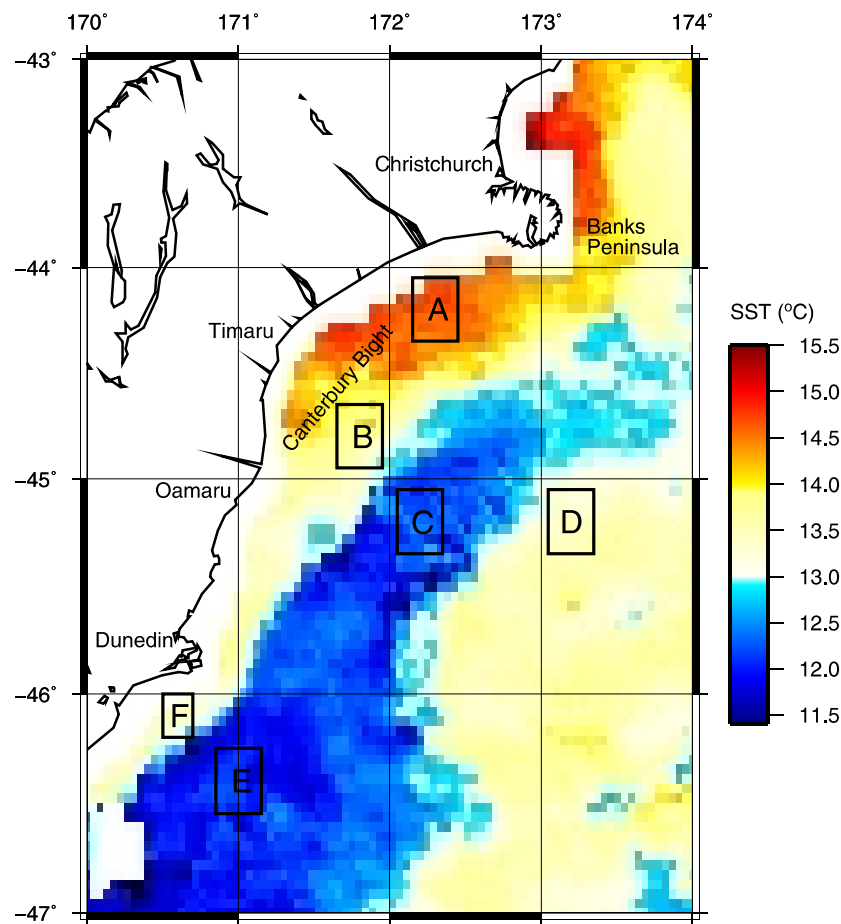 170° 171° 172° 173° 174°
−43°
Christchurch
Banks
Peninsula
−44°
A
SST (°C)
Timaru
15.5
Canterbury Bight
15.0
B
14.5
−45°
14.0
Oamaru
C
D
13.5
13.0
12.5
Dunedin
12.0
−46°
F
11.5
E
−47°